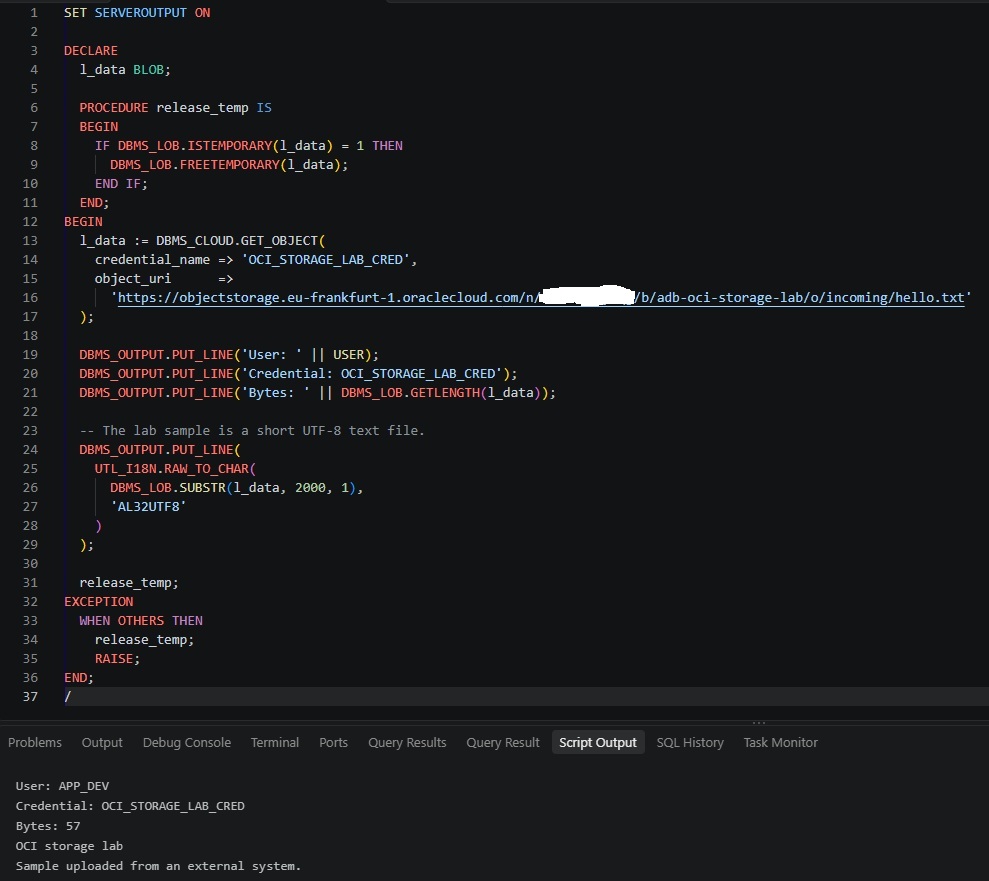 1 SET SERVEROUTPUT ON
2
3 DECLARE
4   l_data BLOB;
5
6   PROCEDURE release_temp IS
7   BEGIN
8     IF DBMS_LOB.ISTEMPORARY(l_data) = 1 THEN
9       DBMS_LOB.FREETEMPORARY(l_data);
10     END IF;
11   END;
12 BEGIN
13   l_data := DBMS_CLOUD.GET_OBJECT(
14     credential_name => 'OCI_STORAGE_LAB_CRED',
15     object_uri      =>
16       'https://objectstorage.eu-frankfurt-1.oraclecloud.com/n/ /b/adb-oci-storage-lab/o/incoming/hello.txt'
17   );
18
19   DBMS_OUTPUT.PUT_LINE('User: ' || USER);
20   DBMS_OUTPUT.PUT_LINE('Credential: OCI_STORAGE_LAB_CRED');
21   DBMS_OUTPUT.PUT_LINE('Bytes: ' || DBMS_LOB.GETLENGTH(l_data));
22
23   -- The lab sample is a short UTF-8 text file.
24   DBMS_OUTPUT.PUT_LINE(
25     UTL_I18N.RAW_TO_CHAR(
26       DBMS_LOB.SUBSTR(l_data, 2000, 1),
27       'AL32UTF8'
28     )
29   );
30
31   release_temp;
32 EXCEPTION
33   WHEN OTHERS THEN
34     release_temp;
35     RAISE;
36 END;
37 /
Problems Output Debug Console Terminal Ports Query Results Query Result Script Output SQL History Task Monitor
User: APP_DEV
Credential: OCI_STORAGE_LAB_CRED
Bytes: 57
OCI storage lab
Sample uploaded from an external system.